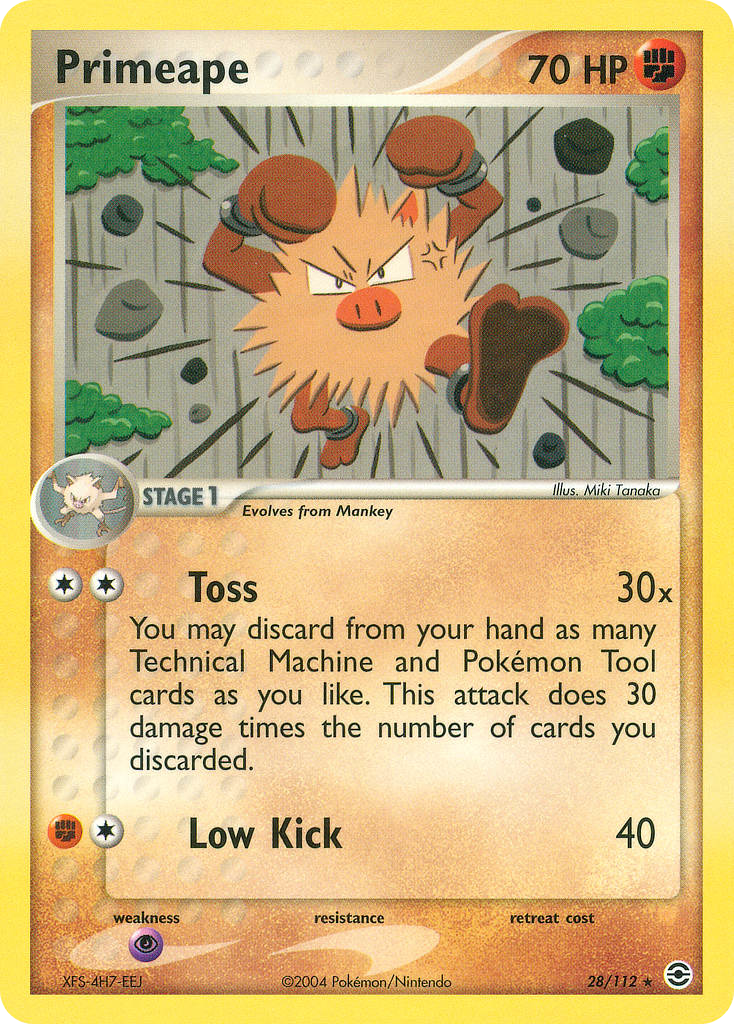 Primeape 70 HP
STAGE 1
Illus. Miki Tanaka
Evolves from Mankey
Toss 30x
You may discard from your hand as many
Technical Machine and Pokémon Tool
cards as you like. This attack does 30
damage times the number of cards you
discarded.
Low Kick 40
weakness resistance retreat cost
XFS-4H7-EEJ ©2004 Pokémon/Nintendo 28/112 ★